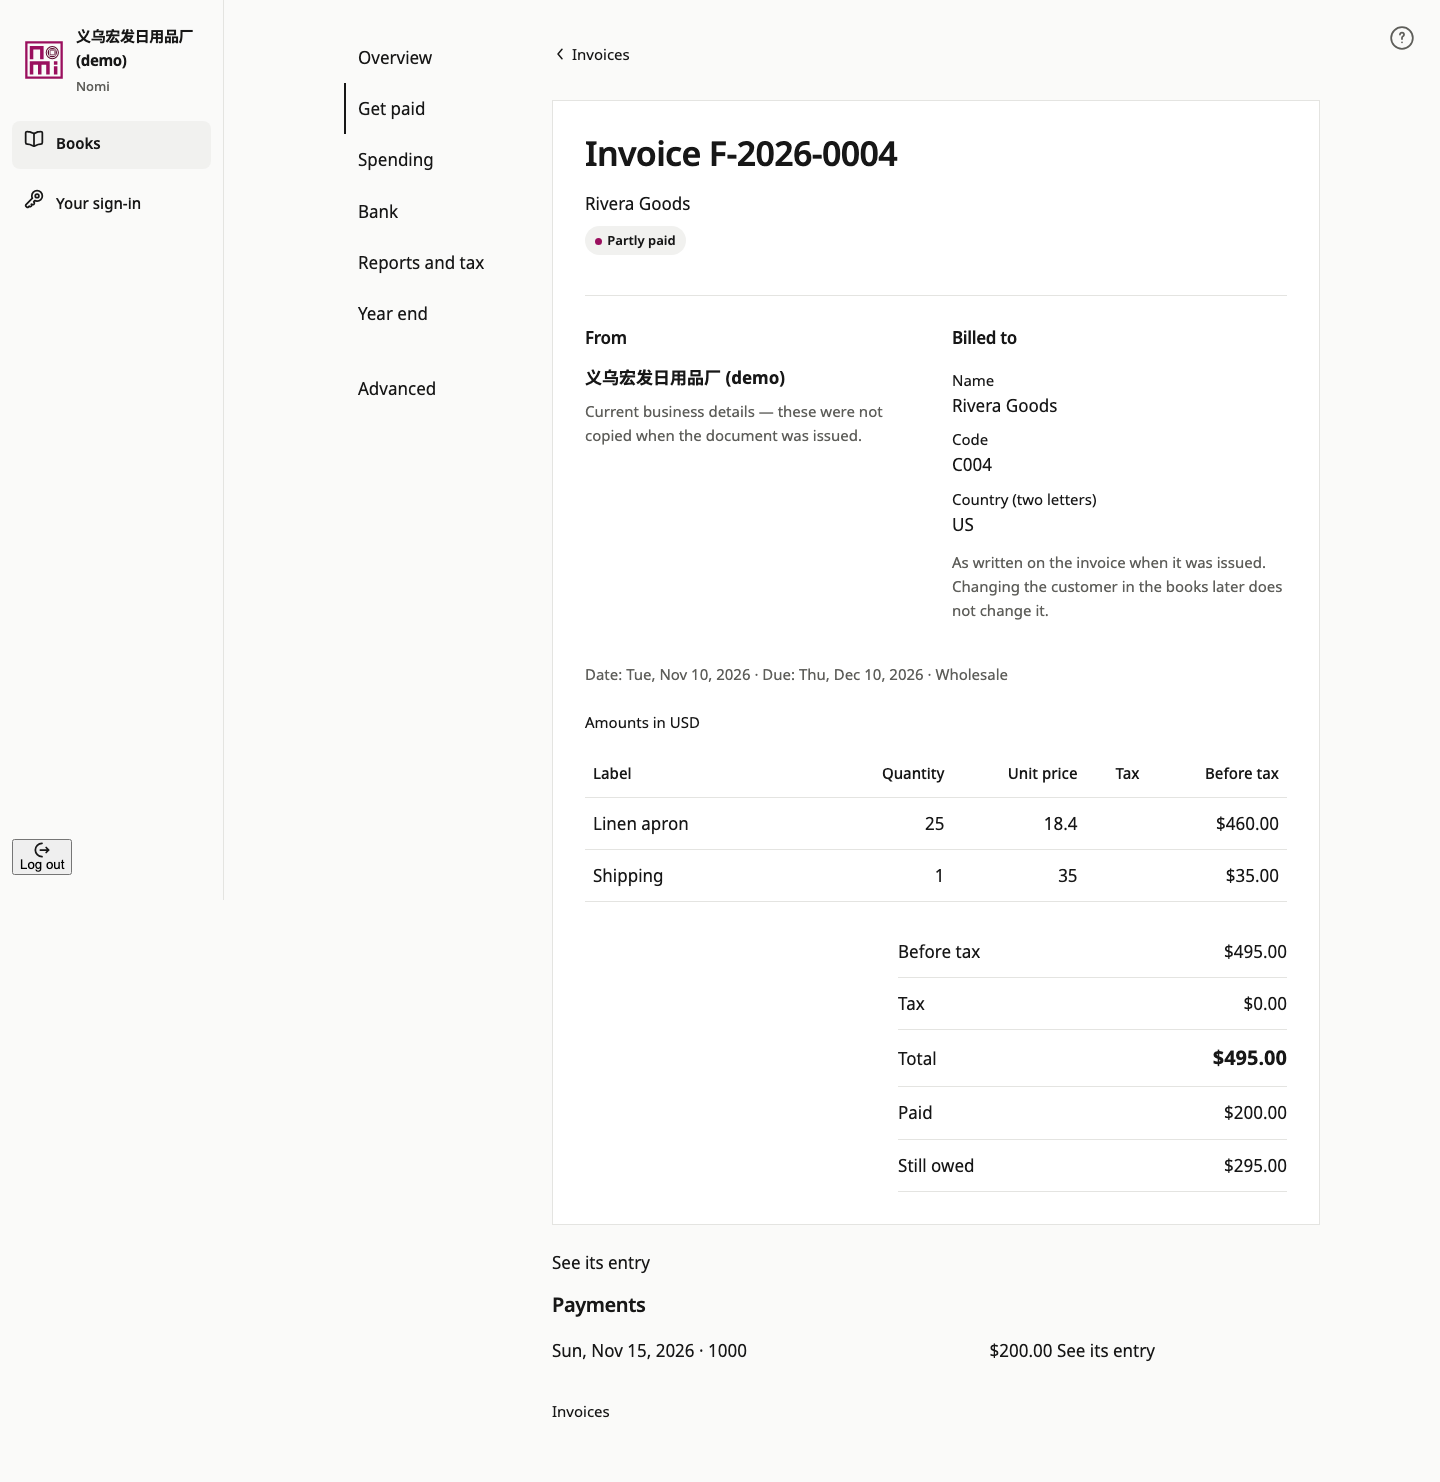 义乌宏发日用品厂
(demo)
Nomi
Books
Your sign-in
Log out
Overview
Get paid
Spending
Bank
Reports and tax
Year end
Advanced
Invoices
Invoice F-2026-0004
Rivera Goods
Partly paid
From
义乌宏发日用品厂 (demo)
Current business details — these were not
copied when the document was issued.
Billed to
Name
Rivera Goods
Code
C004
Country (two letters)
US
As written on the invoice when it was issued.
Changing the customer in the books later does
not change it.
Date: Tue, Nov 10, 2026 · Due: Thu, Dec 10, 2026 · Wholesale
Amounts in USD
Label Quantity Unit price Tax Before tax
Linen apron 25 18.4 $460.00
Shipping 1 35 $35.00
Before tax $495.00
Tax $0.00
Total $495.00
Paid $200.00
Still owed $295.00
See its entry
Payments
Sun, Nov 15, 2026 · 1000 $200.00 See its entry
Invoices